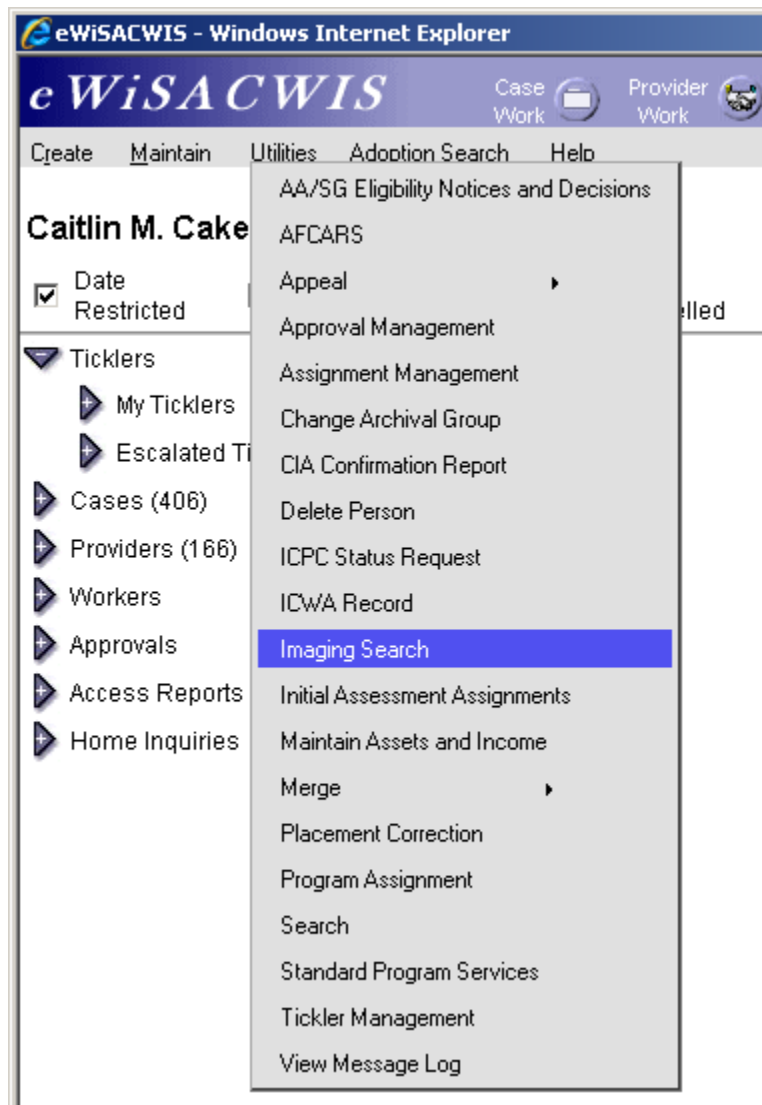 eWiSACWIS - Windows Internet Explorer
e WiSACWIS
Case Work
Provider Work
Create Maintain Utilities Adoption Search Help
Caitlin M. Cake
Date Restricted
Ticklers
My Ticklers
Escalated
Cases (406)
Providers (166)
Workers
Approvals
Access Reports
Home Inquiries
AA/SG Eligibility Notices and Decisions
AFCARS
Appeal
Approval Management
Assignment Management
Change Archival Group
CIA Confirmation Report
Delete Person
ICPC Status Request
ICWA Record
Imaging Search
Initial Assessment Assignments
Maintain Assets and Income
Merge
Placement Correction
Program Assignment
Search
Standard Program Services
Tickler Management
View Message Log